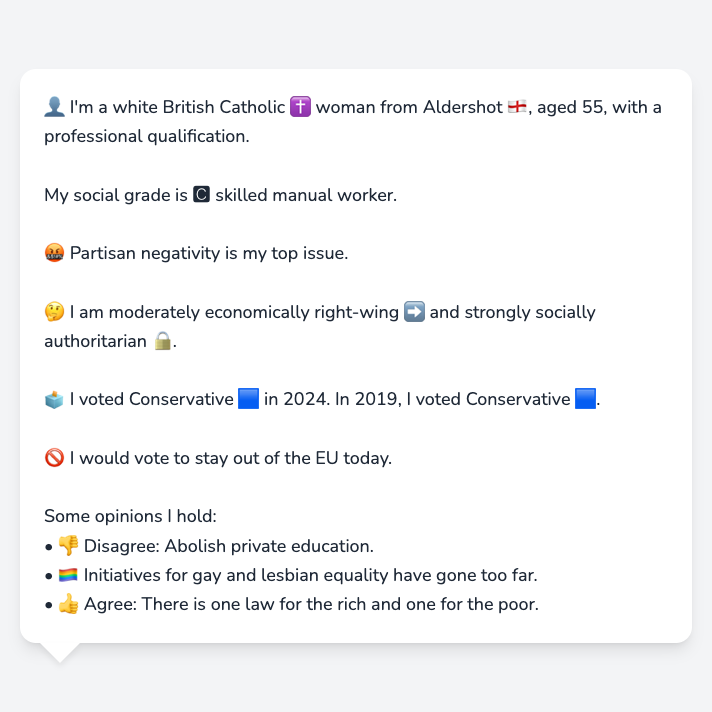 👤 I'm a white British Catholic ✝️ woman from Aldershot 🏴󠁧󠁢󠁥󠁮󠁧󠁿, aged 55, with a
professional qualification.
My social grade is 🅲 skilled manual worker.
🤬 Partisan negativity is my top issue.
🤔 I am moderately economically right-wing ➡️ and strongly socially
authoritarian 🔒.
🗳️ I voted Conservative 🟦 in 2024. In 2019, I voted Conservative 🟦.
🚫 I would vote to stay out of the EU today.
Some opinions I hold:
• 👎 Disagree: Abolish private education.
• 🏳️‍🌈 Initiatives for gay and lesbian equality have gone too far.
• 👍 Agree: There is one law for the rich and one for the poor.